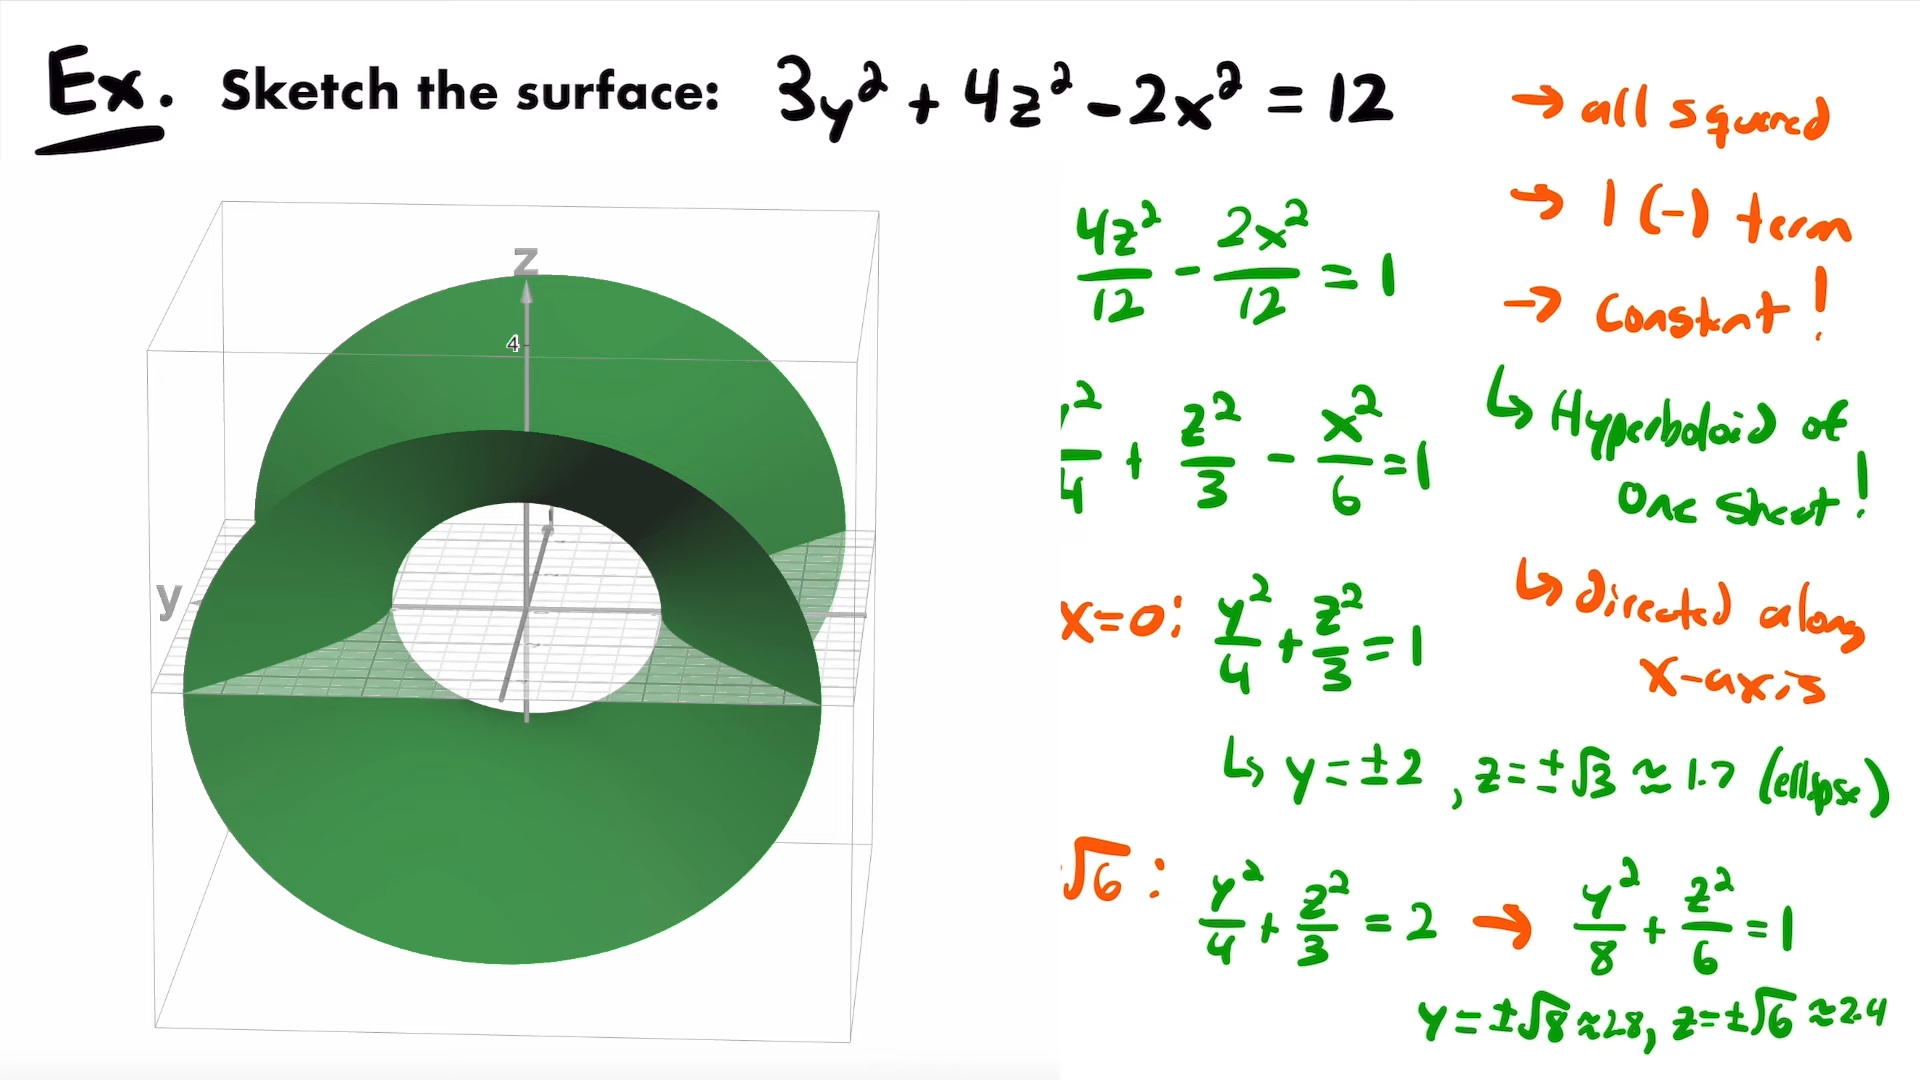 Ex. Sketch the surface: 3y² + 4z² - 2x² = 12
→ all squared
→ 1 (-) term
→ constant!
↳ Hyperboloid of
one sheet!
↳ directed along
x-axis
4z²/12 - 2x²/12 = 1
²/4 + z²/3 - x²/6 = 1
x=0: y²/4 + z²/3 = 1
↳ y = ±2, z = ±√3 ≈ 1.7 (ellipse)
√6: y²/4 + z²/3 = 2 → y²/8 + z²/6 = 1
y = ±√8 ≈ 2.8, z = ±√6 ≈ 2.4
z
4
y